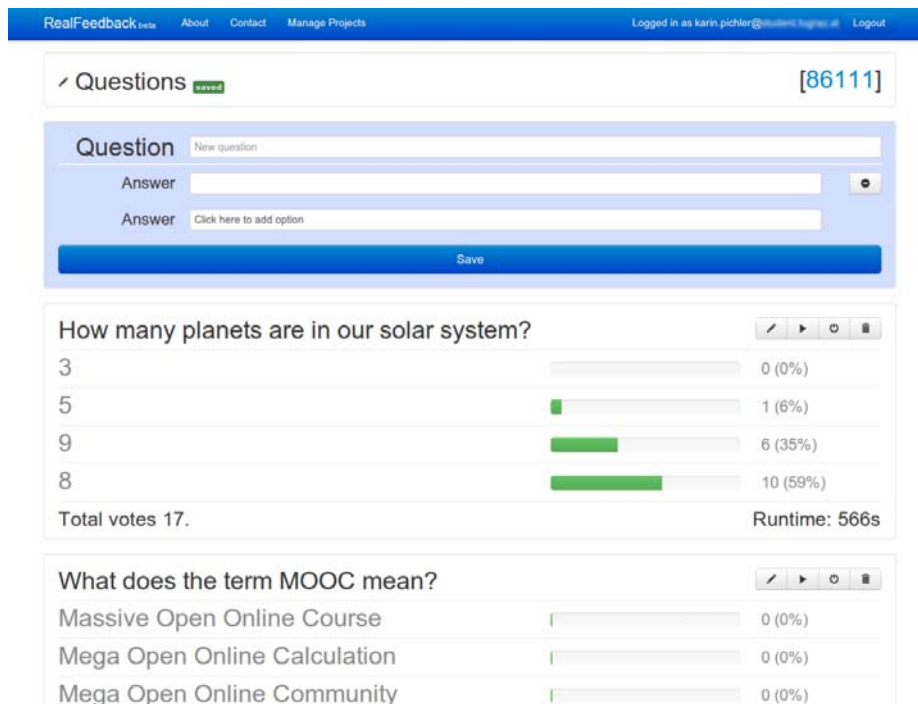 RealFeedback beta About Contact Manage Projects Logged in as karin.pichler@ Logout
Questions saved [86111]
Question New question
Answer
Answer Click here to add option
Save
How many planets are in our solar system?
3 0 (0%)
5 1 (6%)
9 6 (35%)
8 10 (59%)
Total votes 17. Runtime: 566s
What does the term MOOC mean?
Massive Open Online Course 0 (0%)
Mega Open Online Calculation 0 (0%)
Mega Open Online Community 0 (0%)